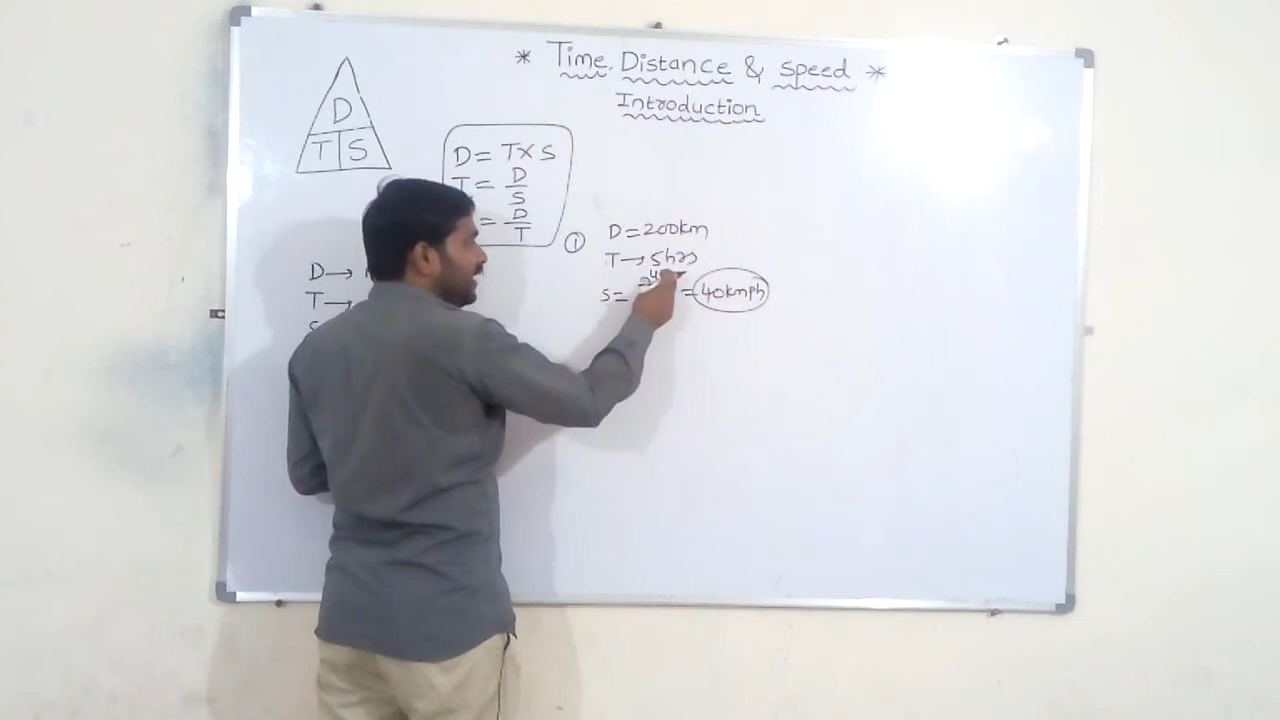 * Time, Distance & Speed *
Introduction
D
T S
D = T × S
T = D/S
= D/T
① D = 200km
T → 5hrs
S = = 40kmph
D →
T →